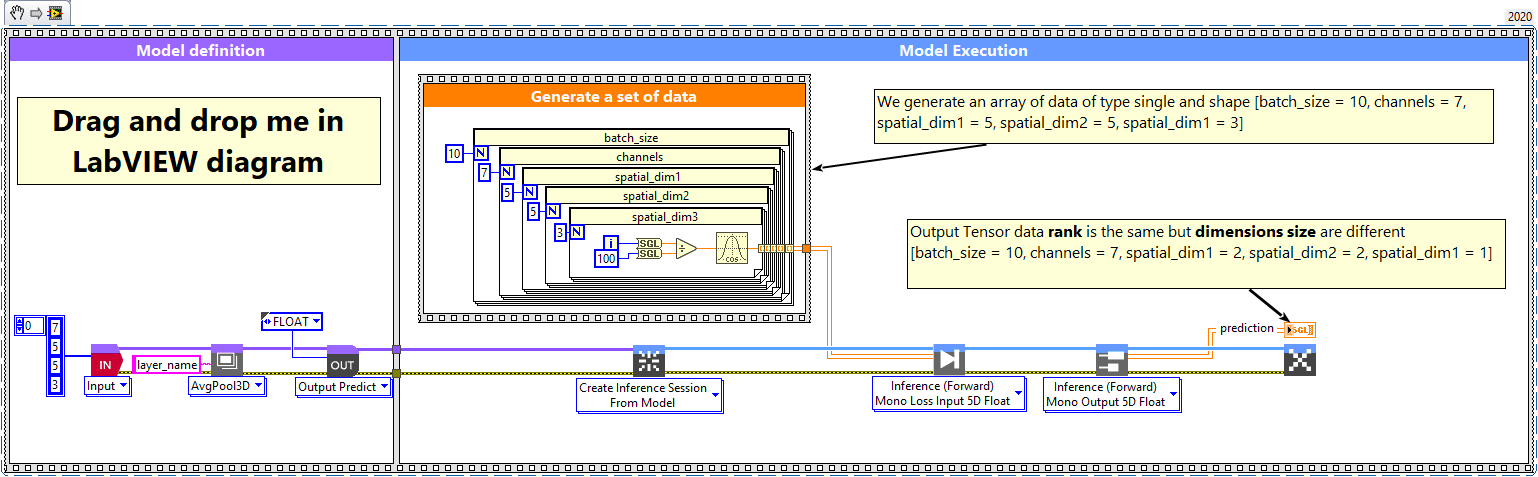 2020
Model definition
Model Execution
Drag and drop me in
LabVIEW diagram
Generate a set of data
batch_size
10
N
channels
7
N
spatial_dim1
5
N
spatial_dim2
5
N
spatial_dim3
3
N
i
100
SGL
SGL
÷
COS
We generate an array of data of type single and shape [batch_size = 10, channels = 7,
spatial_dim1 = 5, spatial_dim2 = 5, spatial_dim1 = 3]
Output Tensor data rank is the same but dimensions size are different
[batch_size = 10, channels = 7, spatial_dim1 = 2, spatial_dim2 = 2, spatial_dim1 = 1]
0
7
5
5
3
IN
Input
layer_name
AvgPool3D
FLOAT
OUT
Output Predict
Create Inference Session
From Model
Inference (Forward)
Mono Loss Input 5D Float
Inference (Forward)
Mono Output 5D Float
prediction
SGL